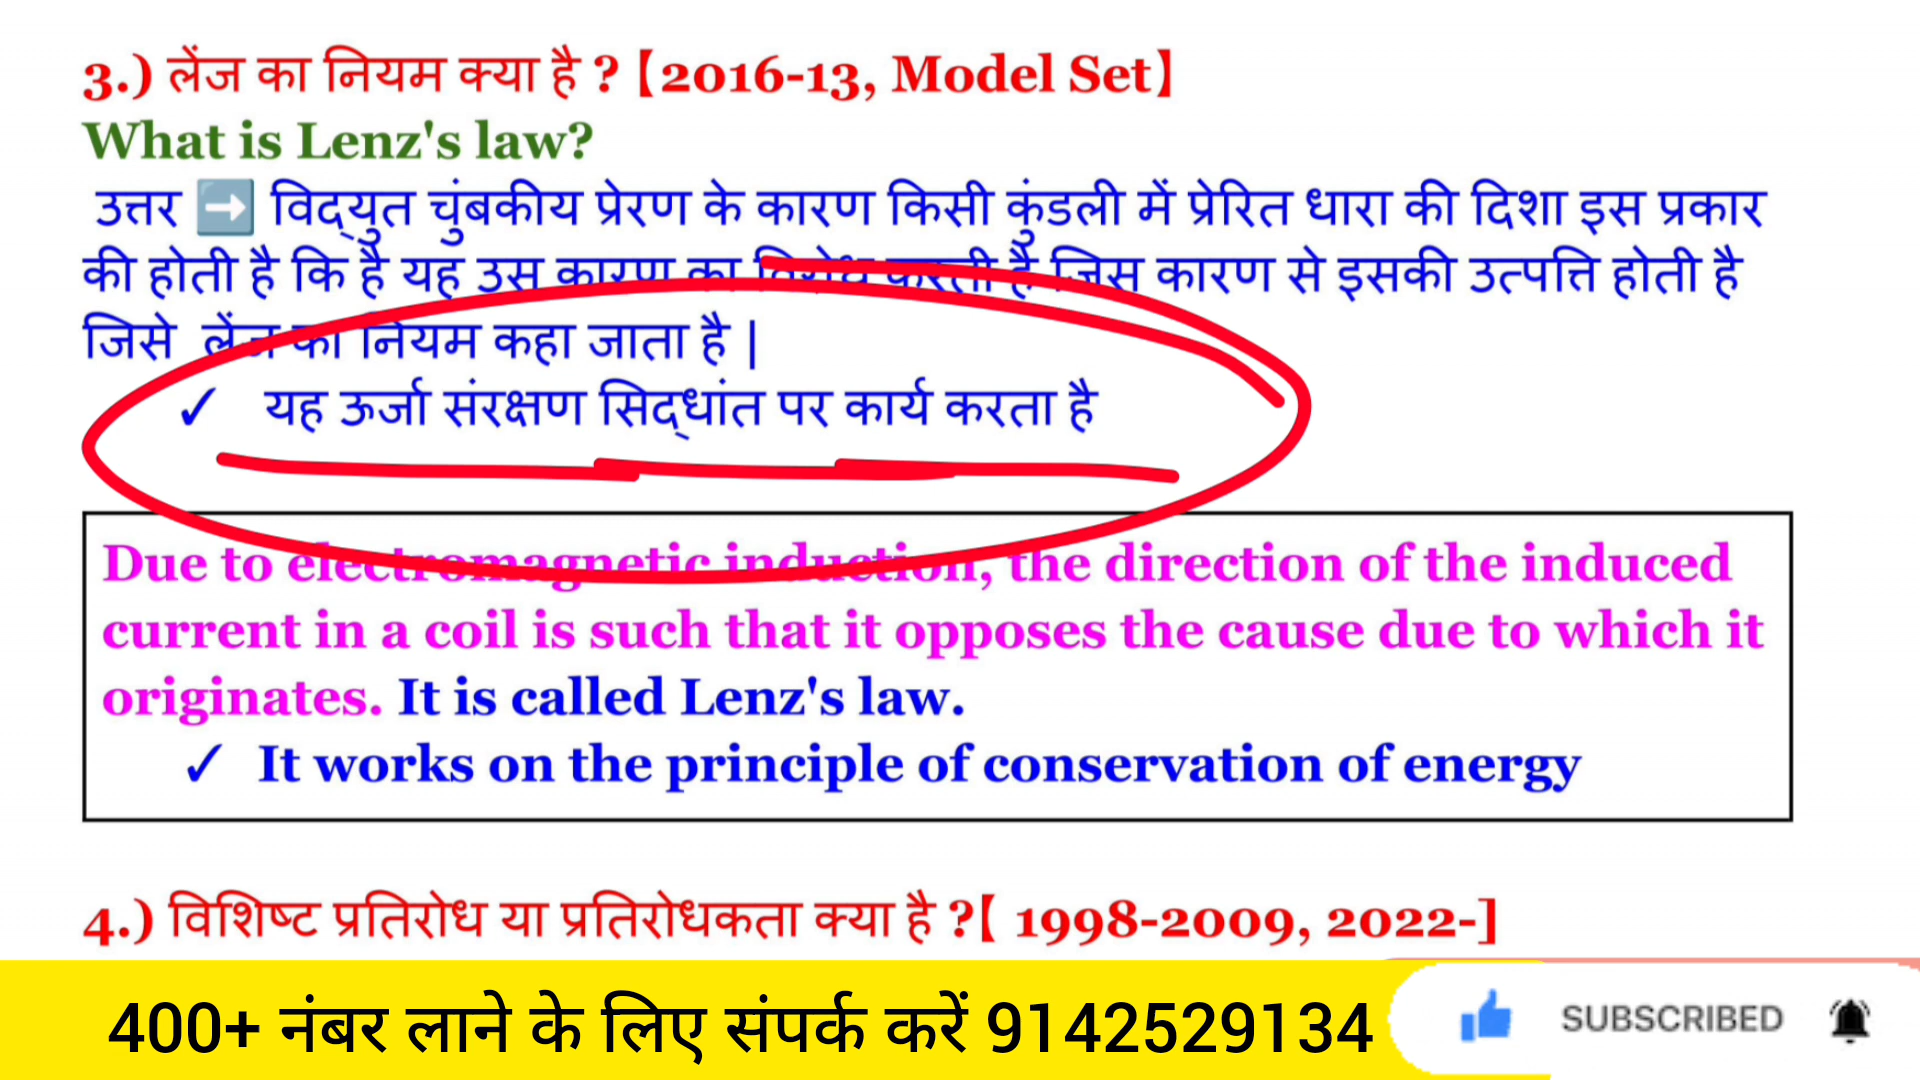 3.) लेंज का नियम क्या है ?【2016-13, Model Set】
What is Lenz's law?
उत्तर ➡️ विद्युत चुंबकीय प्रेरण के कारण किसी कुंडली में प्रेरित धारा की दिशा इस प्रकार
की होती है कि है यह उस कारण का विरोध करती है जिस कारण से इसकी उत्पत्ति होती है
जिसे लेंज का नियम कहा जाता है |
✓ यह ऊर्जा संरक्षण सिद्धांत पर कार्य करता है
Due to electromagnetic induction, the direction of the induced
current in a coil is such that it opposes the cause due to which it
originates. It is called Lenz's law.
✓ It works on the principle of conservation of energy
4.) विशिष्ट प्रतिरोध या प्रतिरोधकता क्या है ?【 1998-2009, 2022-]
400+ नंबर लाने के लिए संपर्क करें 9142529134
SUBSCRIBED